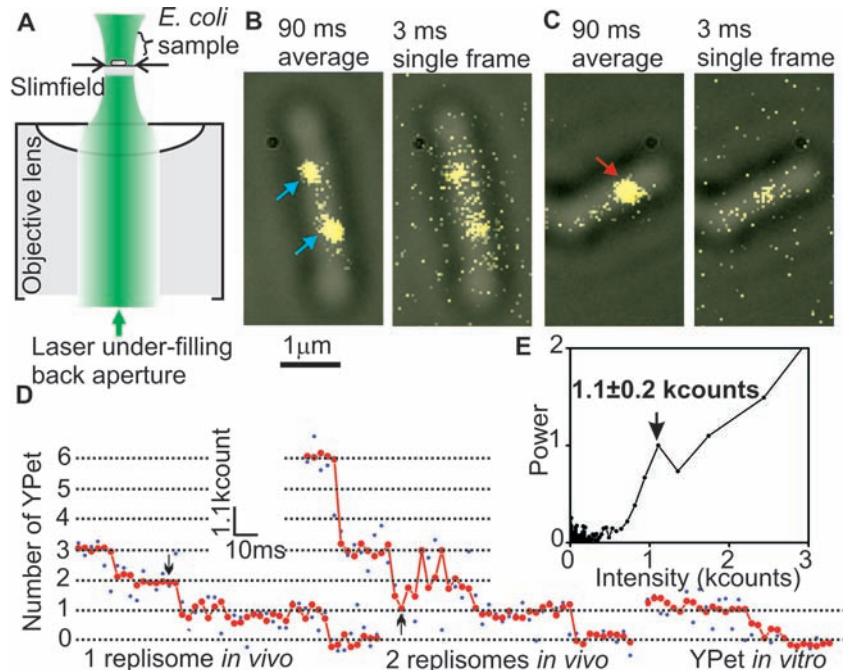 A
E. coli
sample
Slimfield
Objective lens
Laser under-filling
back aperture
B
90 ms
average
3 ms
single frame
1μm
C
90 ms
average
3 ms
single frame
D
Number of YPet
6
5
4
3
2
1
0
1.1kcount
10ms
1 replisome in vivo
2 replisomes in vivo
YPet in vitro
E
2
1
0
Power
1.1±0.2 kcounts
0
1
2
3
Intensity (kcounts)